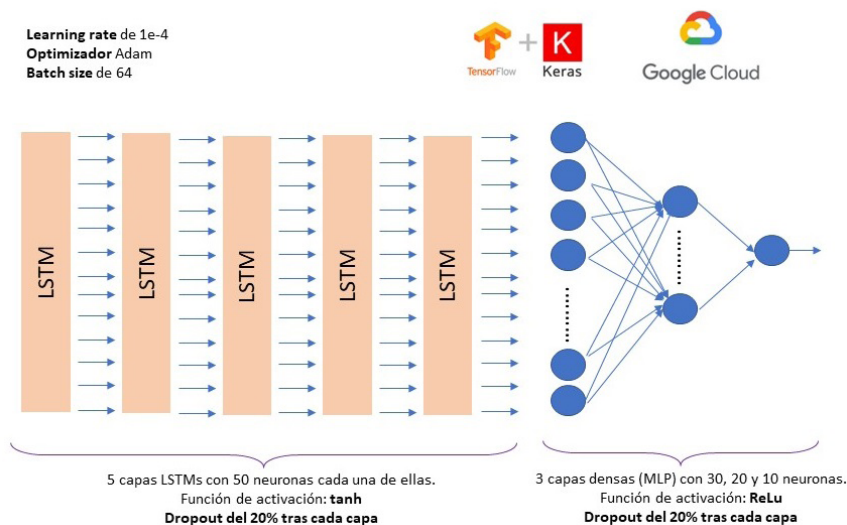 Learning rate de 1e-4
Optimizador Adam
Batch size de 64
TensorFlow
+
K
Keras
Google Cloud
LSTM
LSTM
LSTM
LSTM
LSTM
5 capas LSTMs con 50 neuronas cada una de ellas.
Función de activación: tanh
Dropout del 20% tras cada capa
3 capas densas (MLP) con 30, 20 y 10 neuronas.
Función de activación: ReLu
Dropout del 20% tras cada capa